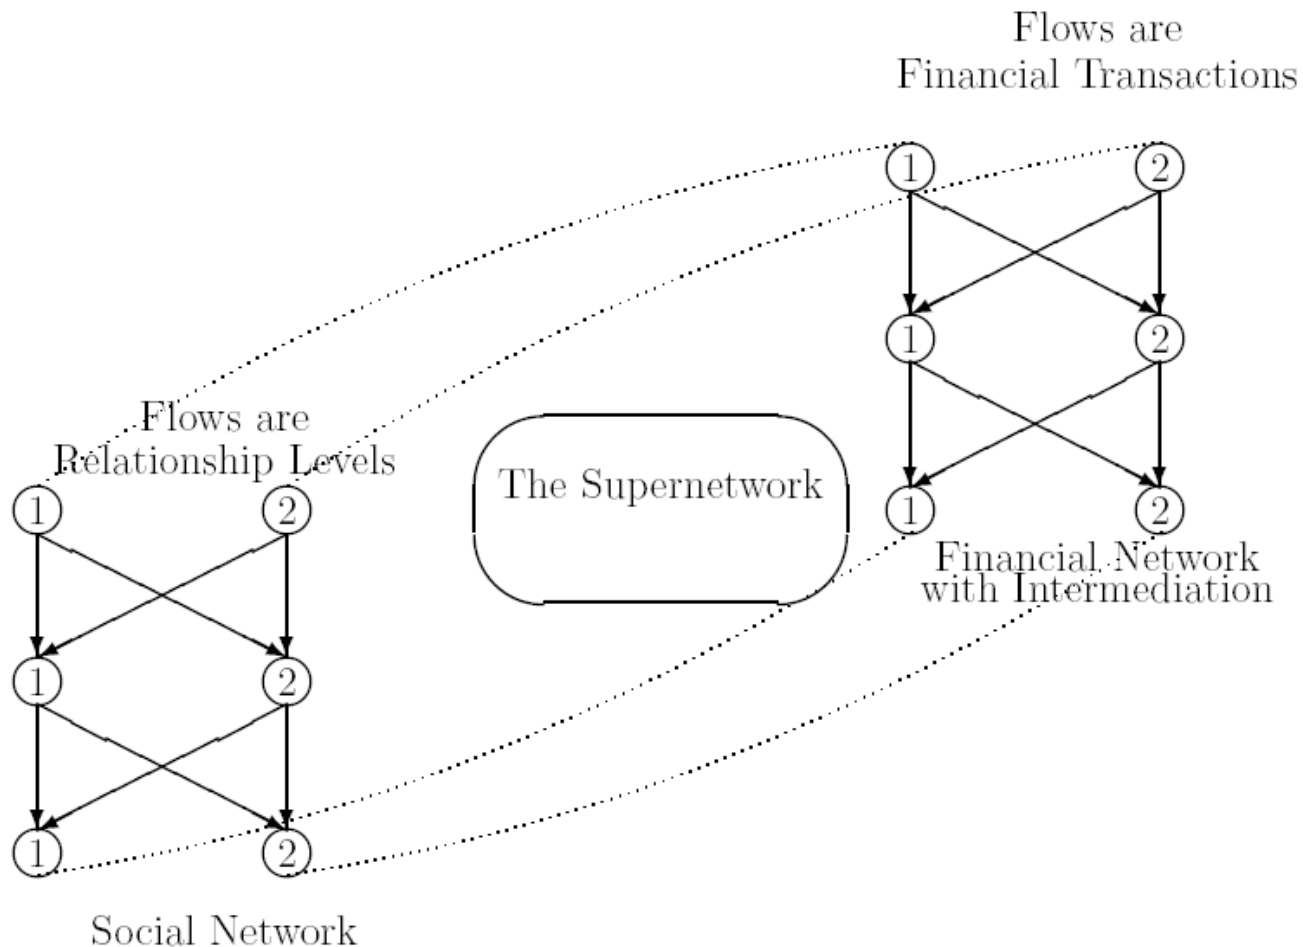 Flows are
Financial Transactions
1 2
1 2
Flows are
Relationship Levels
The Supernetwork
1 2
1 2
Financial Network
with Intermediation
1 2
1 2
Social Network